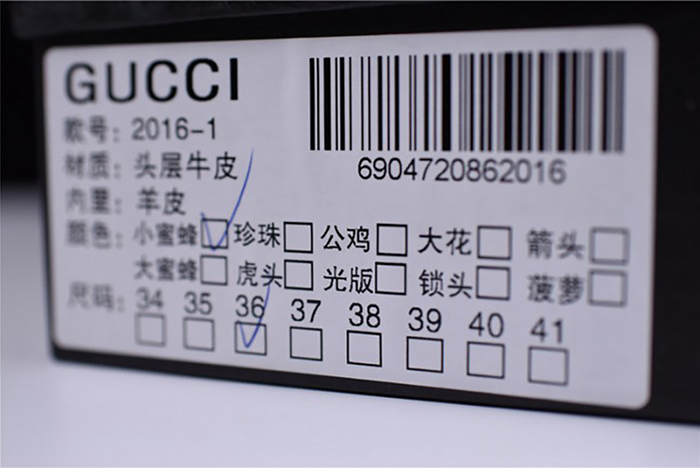 GUCCI
款号: 2016-1
材质: 头层牛皮
内里: 羊皮
颜色: 小蜜蜂 珍珠 公鸡 大花 箭头
大蜜蜂 虎头 光版 锁头 菠萝
尺码: 34 35 36 37 38 39 40 41
6904720862016